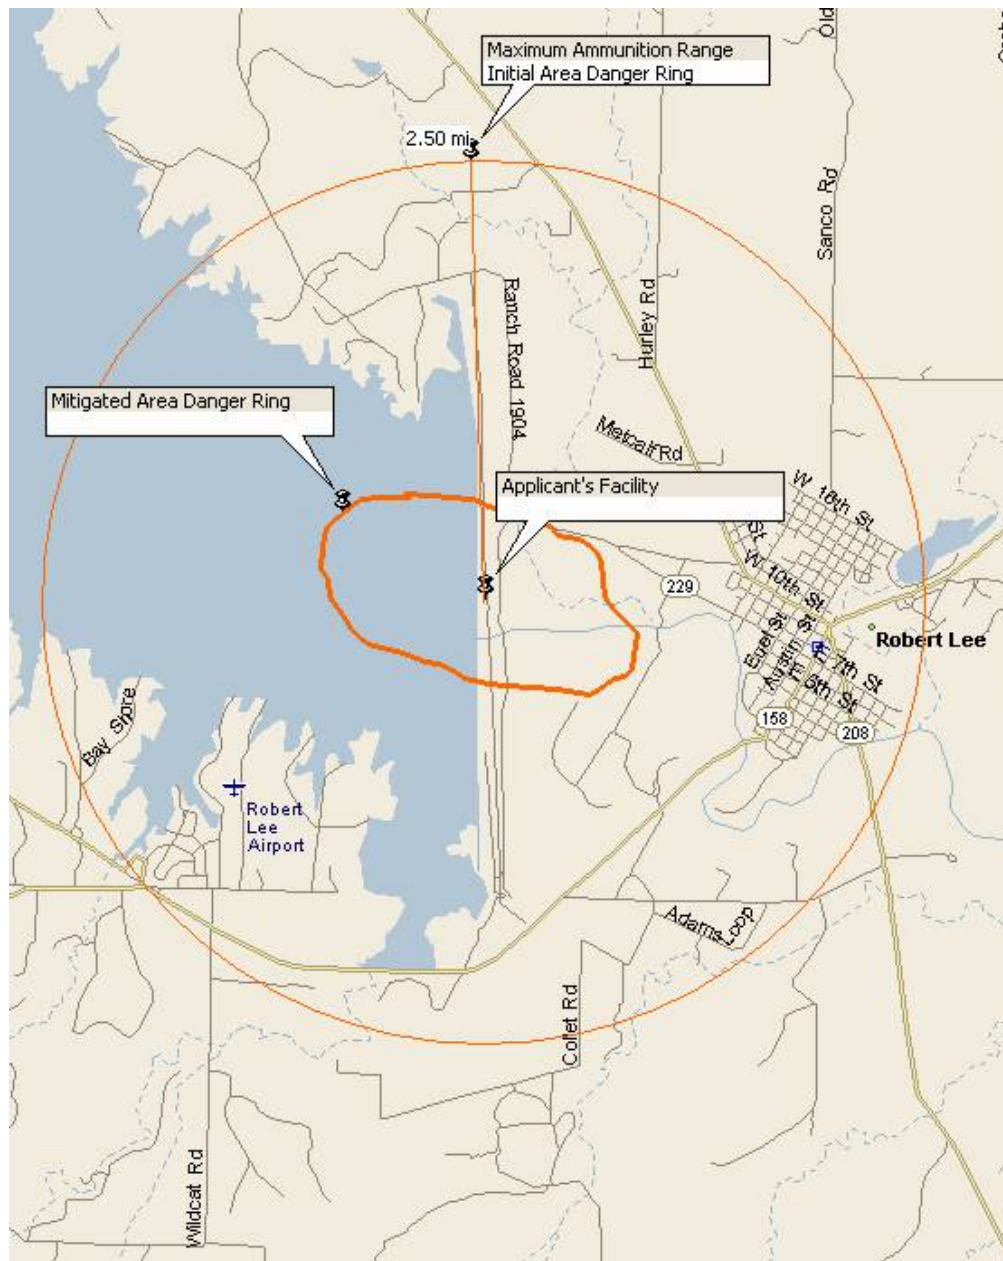 Old
Maximum Ammunition Range
Initial Area Danger Ring
2.50 mi
Sanco Rd
Ranch Road 1904
Hurley Rd
Mitigated Area Danger Ring
Metcalf Rd
Applicant's Facility
W 16th St
St
W 10th St
229
Robert Lee
Austin St
E 7th St
E 5th St
Bay Shore
158
208
Robert
Lee
Airport
Adams Loop
Collet Rd
Wildcat Rd